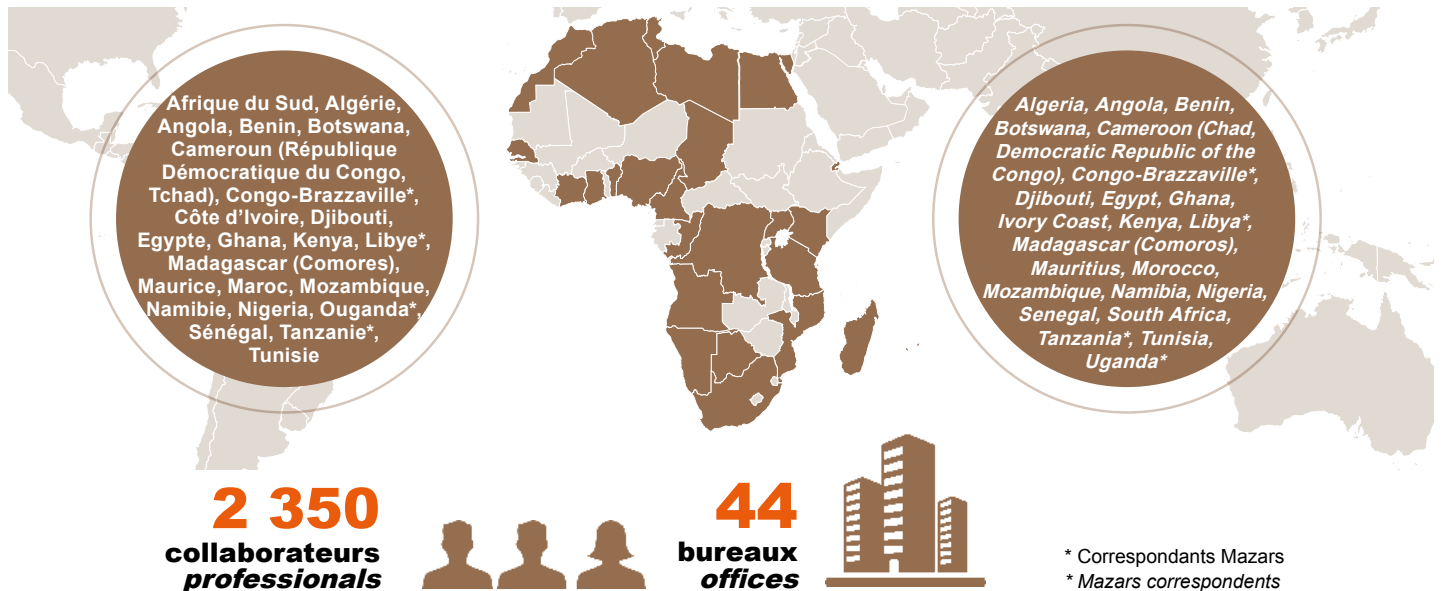 Afrique du Sud, Algérie,
Angola, Benin, Botswana,
Cameroun (République
Démocratique du Congo,
Tchad), Congo-Brazzaville*,
Côte d’Ivoire, Djibouti,
Egypte, Ghana, Kenya, Libye*,
Madagascar (Comores),
Maurice, Maroc, Mozambique,
Namibie, Nigeria, Ouganda*,
Sénégal, Tanzanie*,
Tunisie
Algeria, Angola, Benin,
Botswana, Cameroon (Chad,
Democratic Republic of the
Congo), Congo-Brazzaville*,
Djibouti, Egypt, Ghana,
Ivory Coast, Kenya, Libya*,
Madagascar (Comoros),
Mauritius, Morocco,
Mozambique, Namibia, Nigeria,
Senegal, South Africa,
Tanzania*, Tunisia,
Uganda*
2 350
collaborateurs
professionals
44
bureaux
offices
* Correspondants Mazars
* Mazars correspondents